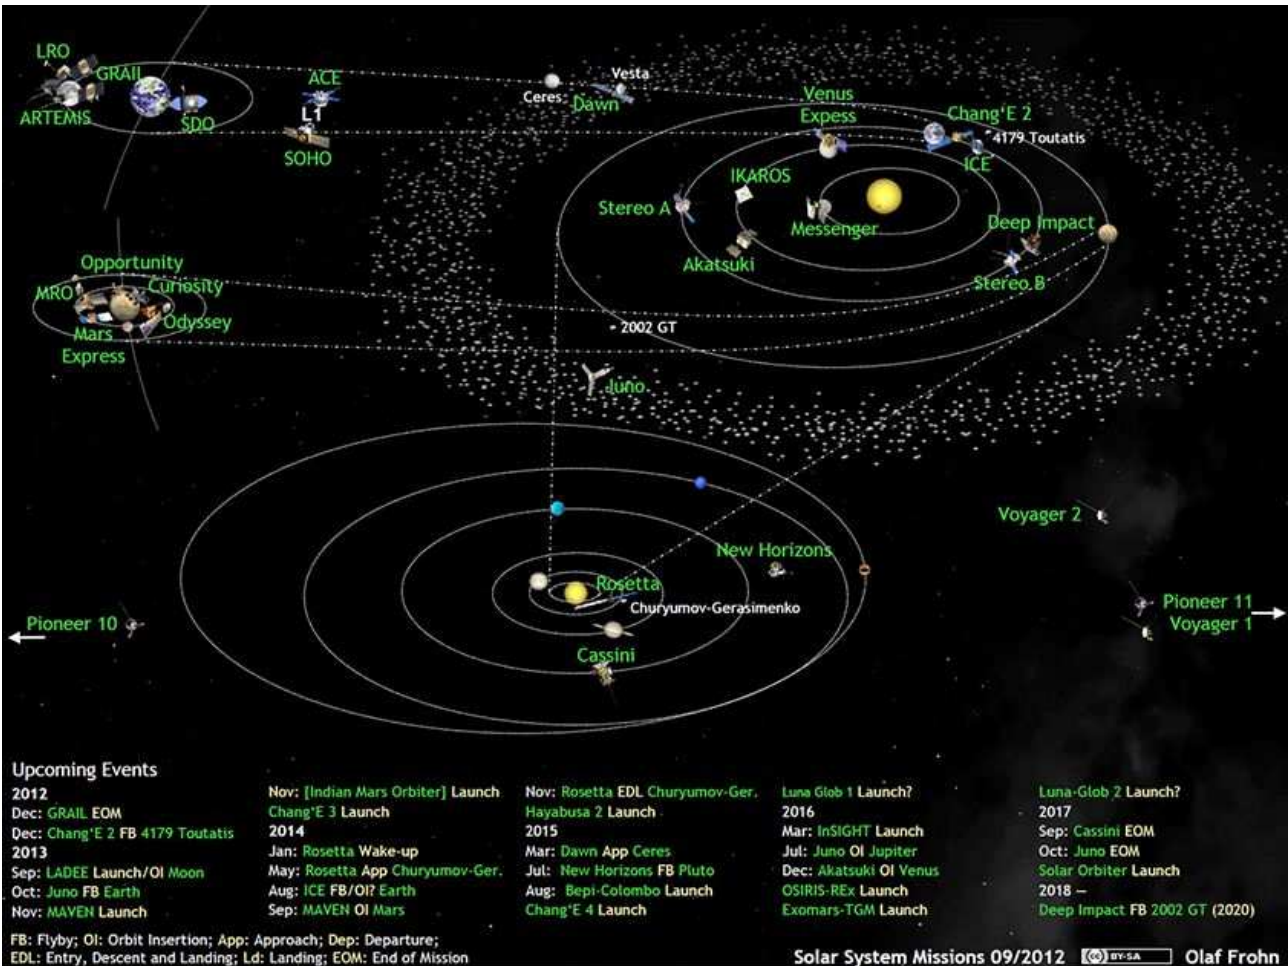 LRO
GRAIL
ARTEMIS
SDO
ACE
L1
SOHO
Ceres
Vesta
Dawn
Venus
Expess
Chang'E 2
4179 Toutatis
ICE
IKAROS
Stereo A
Messenger
Akatsuki
Deep Impact
Stereo B
Opportunity
MRO
Curiosity
Odyssey
Mars
Express
2002 GT
Juno
Voyager 2
New Horizons
Rosetta
Churyumov-Gerasimenko
Pioneer 11
Voyager 1
Pioneer 10
Cassini
Upcoming Events
2012
Dec: GRAIL EOM
Dec: Chang'E 2 FB 4179 Toutatis
2013
Sep: LADEE Launch/OI Moon
Oct: Juno FB Earth
Nov: MAVEN Launch
Nov: [Indian Mars Orbiter] Launch
Chang'E 3 Launch
2014
Jan: Rosetta Wake-up
May: Rosetta App Churyumov-Ger.
Aug: ICE FB/OI? Earth
Sep: MAVEN OI Mars
Nov: Rosetta EDL Churyumov-Ger.
Hayabusa 2 Launch
2015
Mar: Dawn App Ceres
Jul: New Horizons FB Pluto
Aug: Bepi-Colombo Launch
Chang'E 4 Launch
Luna Glob 1 Launch?
2016
Mar: InSIGHT Launch
Jul: Juno OI Jupiter
Dec: Akatsuki OI Venus
OSIRIS-REx Launch
Exomars-TGM Launch
Luna-Glob 2 Launch?
2017
Sep: Cassini EOM
Oct: Juno EOM
Solar Orbiter Launch
2018 —
Deep Impact FB 2002 GT (2020)
FB: Flyby; OI: Orbit Insertion; App: Approach; Dep: Departure;
EDL: Entry, Descent and Landing; Ld: Landing; EOM: End of Mission
Solar System Missions 09/2012 (cc) BY-SA Olaf Frohn